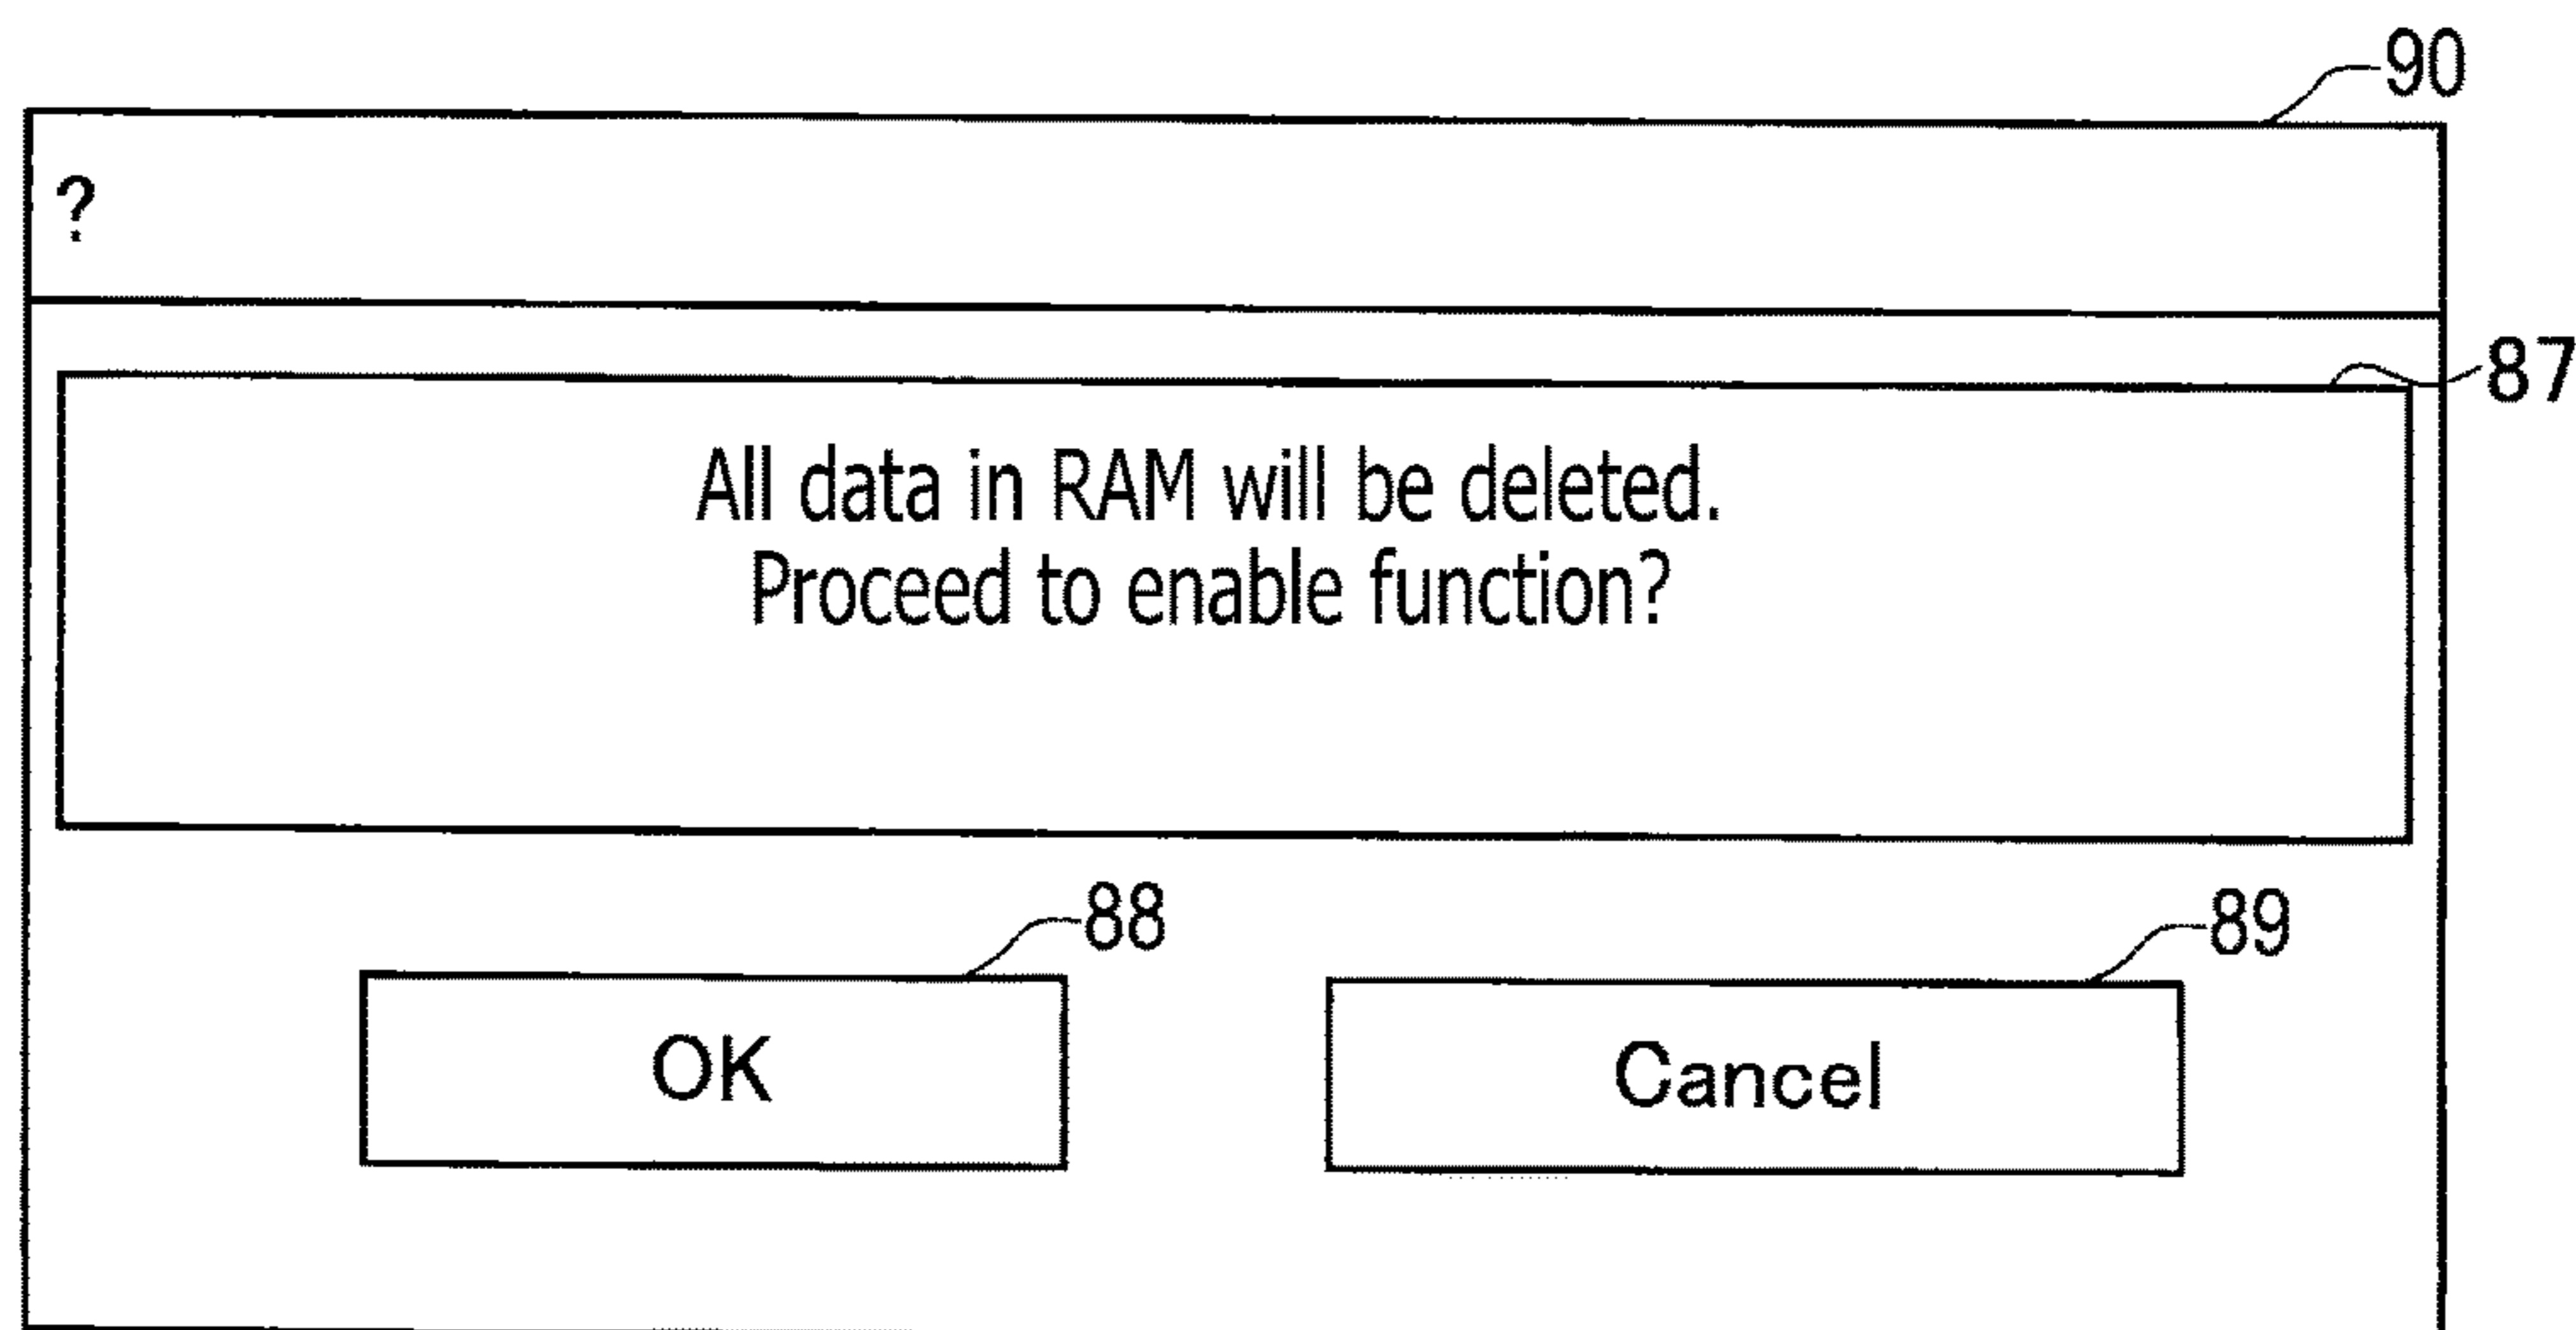 90
?
87
All data in RAM will be deleted.
Proceed to enable function?
88
89
OK
Cancel